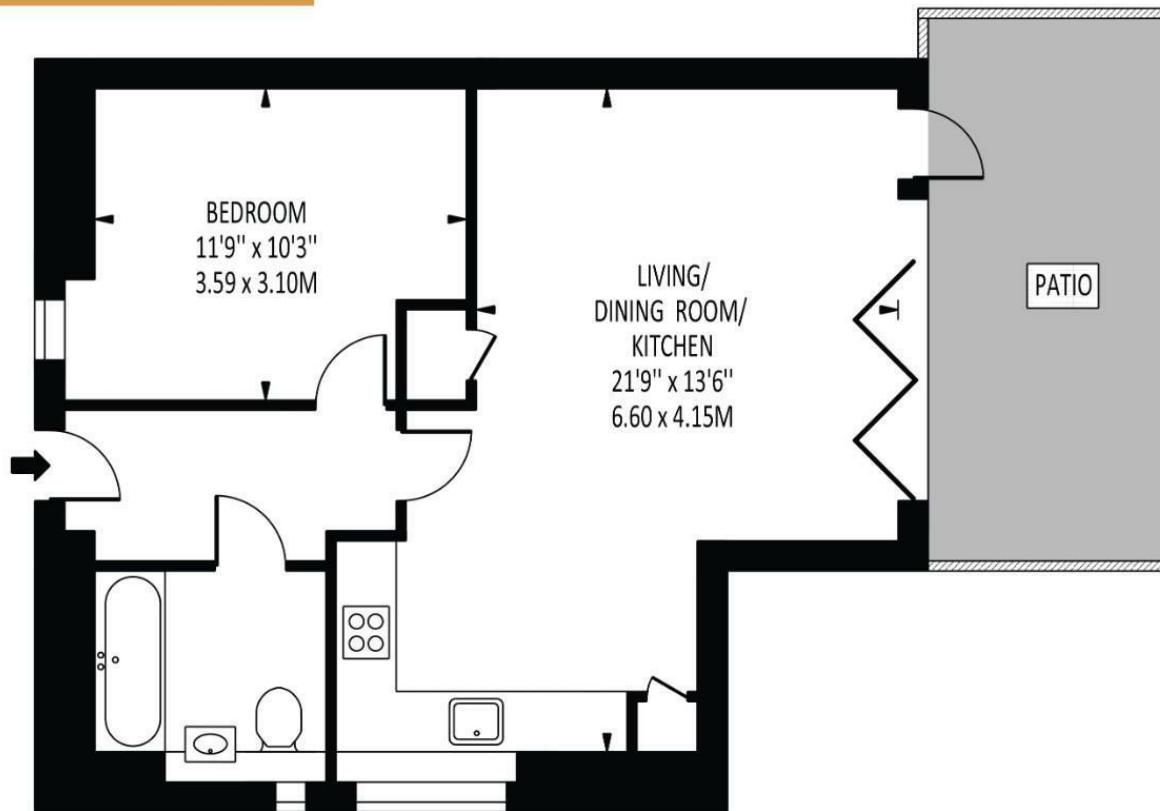 BEDROOM
11'9" x 10'3"
3.59 x 3.10M
LIVING/
DINING ROOM/
KITCHEN
21'9" x 13'6"
6.60 x 4.15M
PATIO